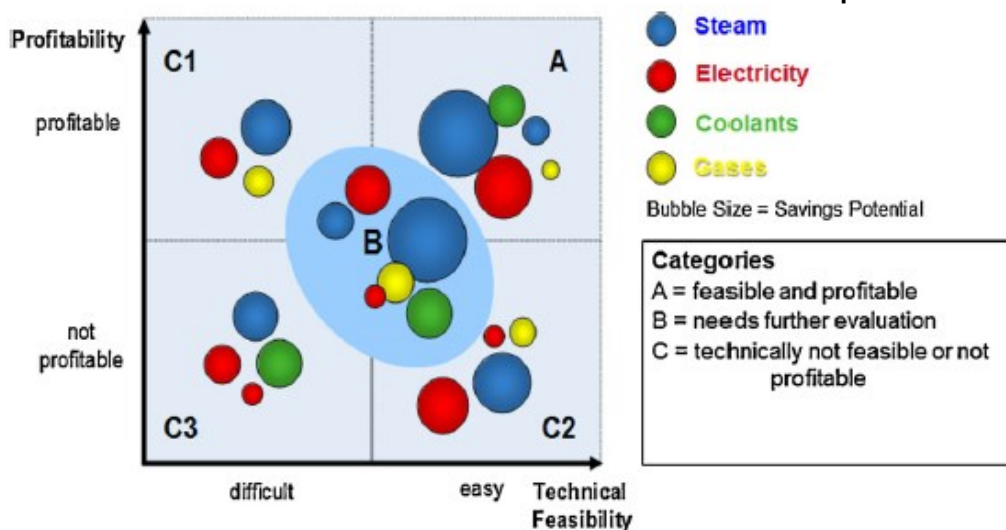 Profitability
profitable
not
profitable
C1
A
B
C3
C2
difficult
easy
Technical
Feasibility
Steam
Electricity
Coolants
Gases
Bubble Size = Savings Potential
Categories
A = feasible and profitable
B = needs further evaluation
C = technically not feasible or not
profitable